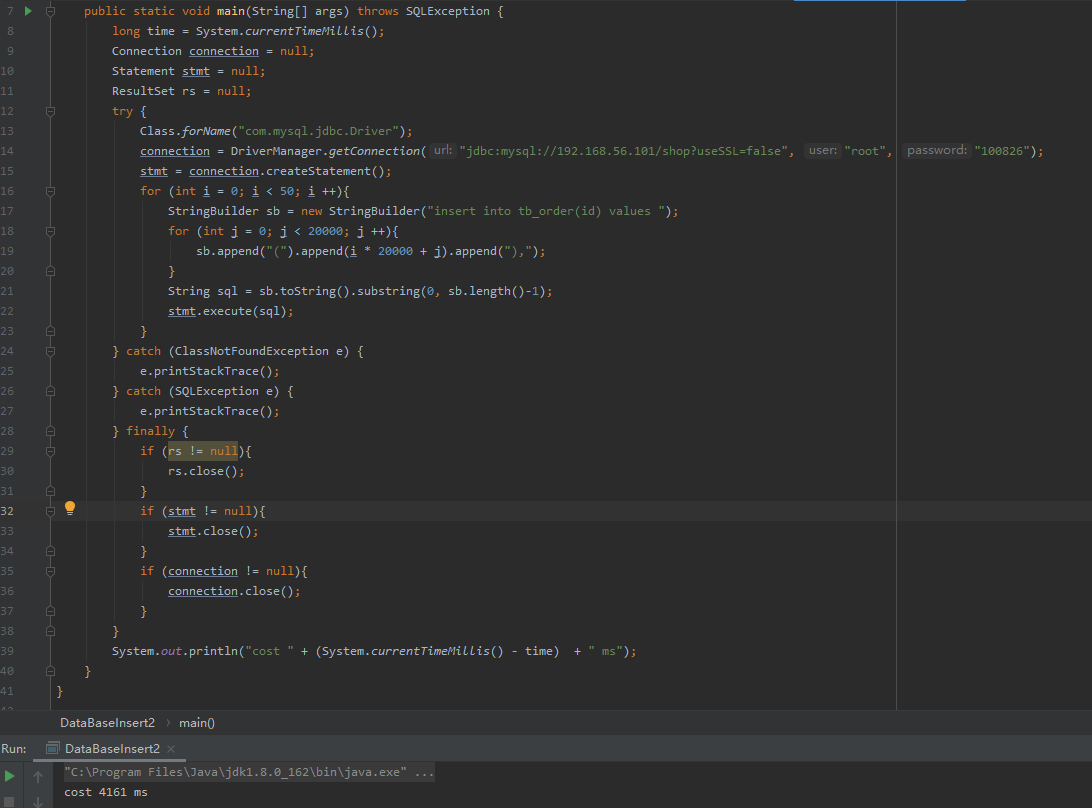 7 public static void main(String[] args) throws SQLException {
8 long time = System.currentTimeMillis();
9 Connection connection = null;
10 Statement stmt = null;
11 ResultSet rs = null;
12 try {
13 Class.forName("com.mysql.jdbc.Driver");
14 connection = DriverManager.getConnection( url: "jdbc:mysql://192.168.56.101/shop?useSSL=false", user: "root", password: "100826");
15 stmt = connection.createStatement();
16 for (int i = 0; i < 50; i ++){
17 StringBuilder sb = new StringBuilder("insert into tb_order(id) values ");
18 for (int j = 0; j < 20000; j ++){
19 sb.append("(").append(i * 20000 + j).append("),");
20 }
21 String sql = sb.toString().substring(0, sb.length()-1);
22 stmt.execute(sql);
23 }
24 } catch (ClassNotFoundException e) {
25 e.printStackTrace();
26 } catch (SQLException e) {
27 e.printStackTrace();
28 } finally {
29 if (rs != null){
30 rs.close();
31 }
32 if (stmt != null){
33 stmt.close();
34 }
35 if (connection != null){
36 connection.close();
37 }
38 }
39 System.out.println("cost " + (System.currentTimeMillis() - time)  + " ms");
40 }
41 }
DataBaseInsert2 › main()
Run: DataBaseInsert2 ×
"C:\Program Files\Java\jdk1.8.0_162\bin\java.exe" ...
cost 4161 ms